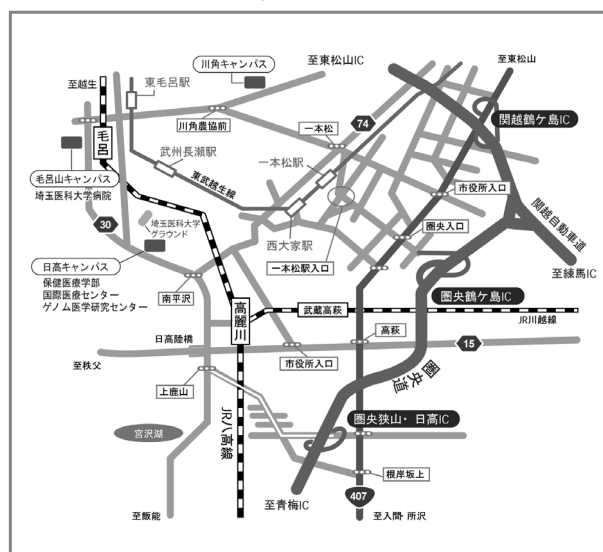 川角キャンパス
至東松山IC
至東松山
至越生
東毛呂駅
関越鶴ケ島IC
川角農協前
一本松
74
毛呂
武州長瀬駅
一本松駅
毛呂山キャンパス
埼玉医科大学病院
東武越生線
市役所入口
関越自動車道
30
埼玉医科大学
グラウンド
圏央入口
西大家駅
一本松駅入口
至練馬IC
日高キャンパス
保健医療学部
国際医療センター
ゲノム医学研究センター
南平沢
圏央鶴ケ島IC
高麗川
武蔵高萩
JR川越線
日高陸橋
高萩
市役所入口
15
至秩父
上鹿山
圏央道
JR八高線
圏央狭山・日高IC
宮沢湖
根岸坂上
407
至青梅IC
至飯能
至入間・所沢